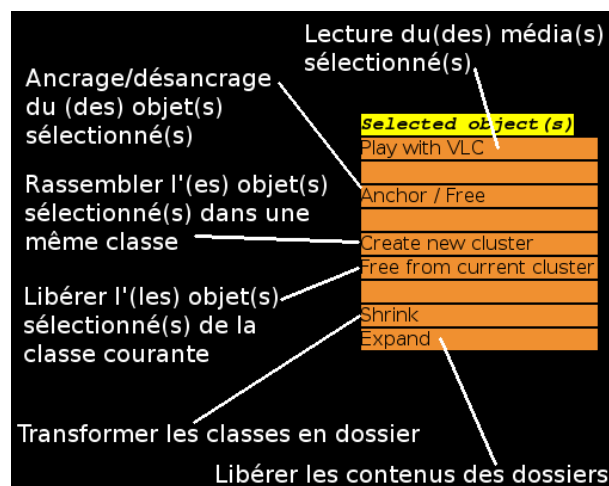 Lecture du(des) média(s)
sélectionné(s)
Ancrage/désancrage
du (des) objet(s)
sélectionné(s)
Selected object(s)
Play with VLC
Anchor / Free
Rassembler l'(es) objet(s)
sélectionné(s) dans une
même classe
Create new cluster
Free from current cluster
Libérer l'(les) objet(s)
sélectionné(s) de la
classe courante
Shrink
Expand
Transformer les classes en dossier
Libérer les contenus des dossiers